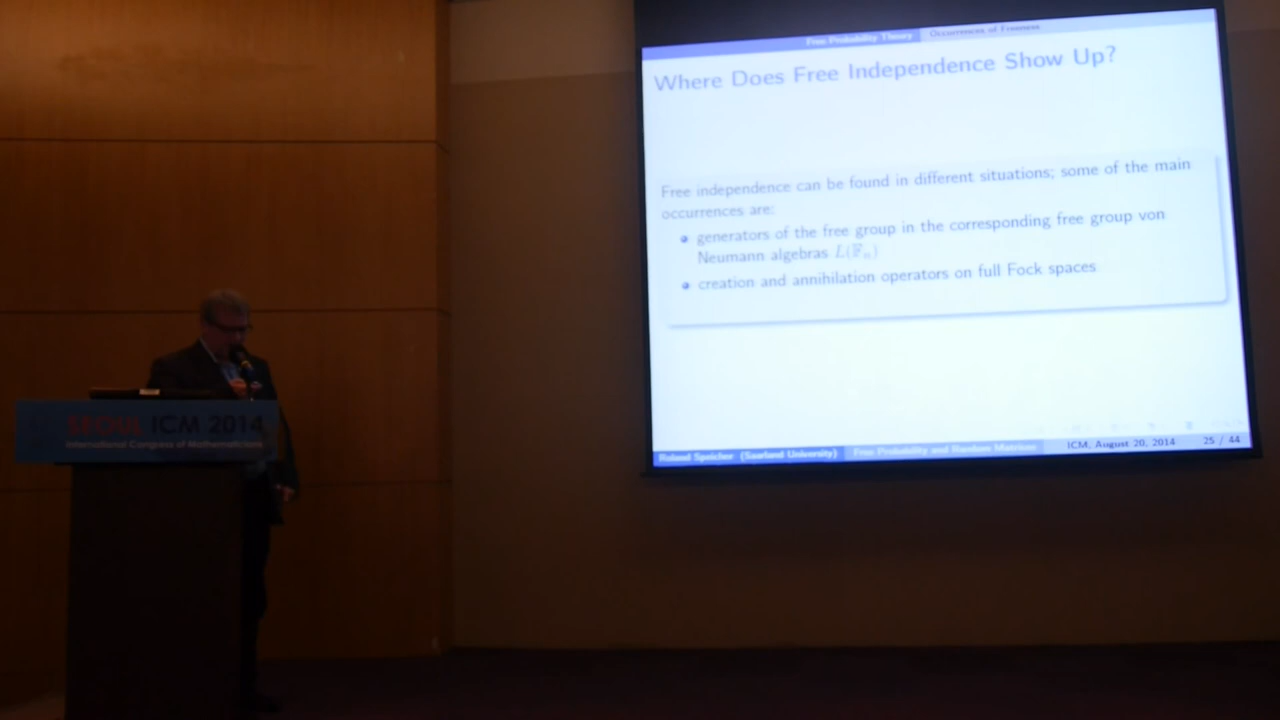 Free Probability Theory Occurrences of Freeness
Where Does Free Independence Show Up?
Free independence can be found in different situations; some of the main
occurrences are:
generators of the free group in the corresponding free group von
Neumann algebras L(𝔽ₙ)
creation and annihilation operators on full Fock spaces
Roland Speicher (Saarland University) Free Probability and Random Matrices ICM, August 20, 2014 25 / 44
SEOUL ICM 2014
International Congress of Mathematicians